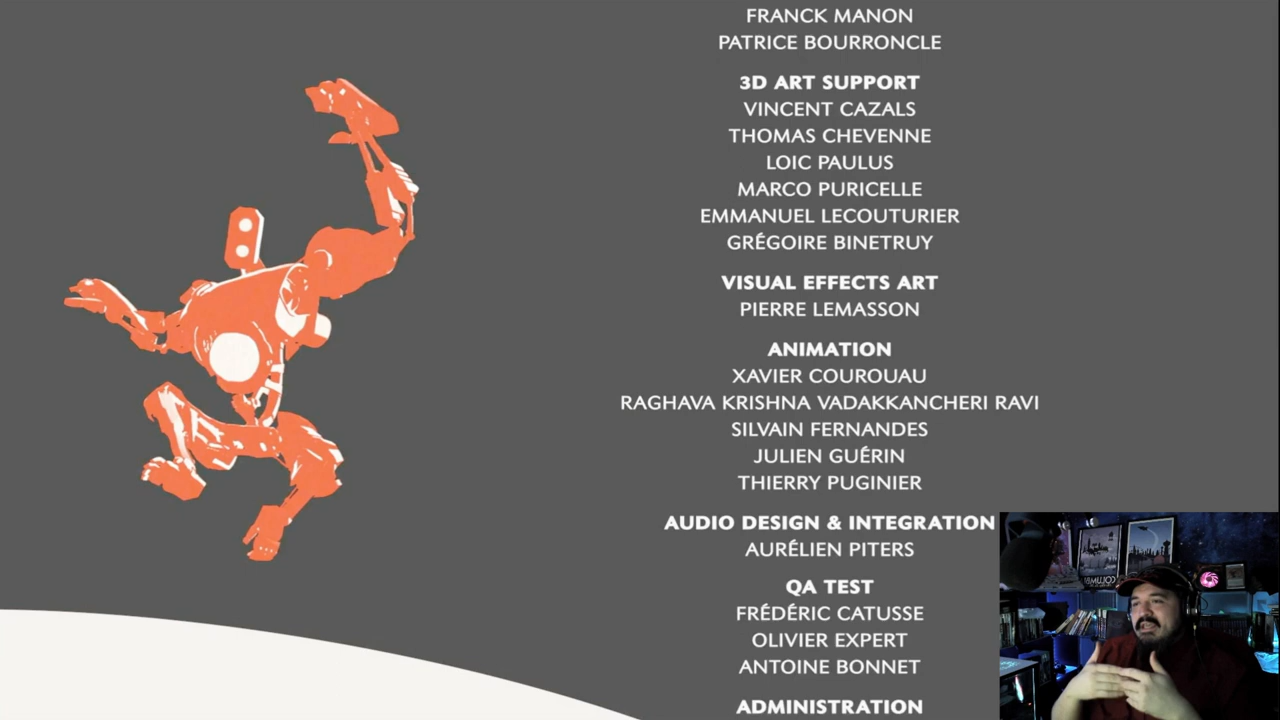 FRANCK MANON
PATRICE BOURRONCLE
3D ART SUPPORT
VINCENT CAZALS
THOMAS CHEVENNE
LOIC PAULUS
MARCO PURICELLE
EMMANUEL LECOUTURIER
GRÉGOIRE BINETRUY
VISUAL EFFECTS ART
PIERRE LEMASSON
ANIMATION
XAVIER COUROUAU
RAGHAVA KRISHNA VADAKKANCHERI RAVI
SILVAIN FERNANDES
JULIEN GUÉRIN
THIERRY PUGINIER
AUDIO DESIGN & INTEGRATION
AURÉLIEN PITERS
QA TEST
FRÉDÉRIC CATUSSE
OLIVIER EXPERT
ANTOINE BONNET
ADMINISTRATION